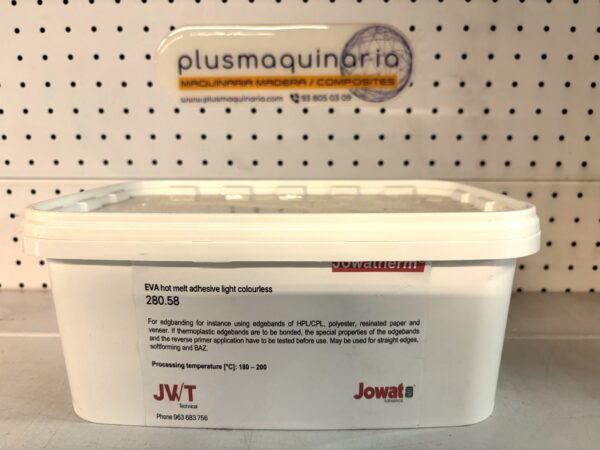 plusmaquinaria
MAQUINARIA MADERA / COMPOSITES
www.plusmaquinaria.com 93 805 03 09
Jowatherm®
EVA hot melt adhesive light colourless
280.58
For edgbanding for instance using edgebands of HPL/CPL, polyester, resinated paper and
veneer. If thermoplastic edgebands are to be bonded, the special properties of the edgebands
and the reverse primer application have to be tested before use. May be used for straight edges,
softforming and BAZ.
Processing temperature [°C]: 180 – 200
JW/T
Technical
Jowat
Adhesives
Phone 963 683 756